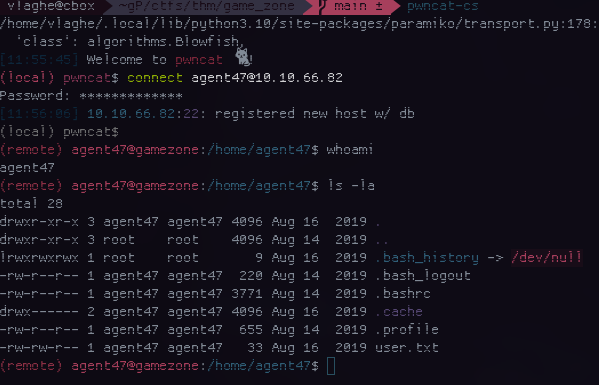 vlaghe@cbox ~gP/ctfs/thm/game_zone main ± pwncat-cs
/home/vlaghe/.local/lib/python3.10/site-packages/paramiko/transport.py:178:
'class': algorithms.Blowfish,
[11:55:45] Welcome to pwncat 🐈!
(local) pwncat$ connect agent47@10.10.66.82
Password: *************
[11:56:06] 10.10.66.82:22: registered new host w/ db
(local) pwncat$
(remote) agent47@gamezone:/home/agent47$ whoami
agent47
(remote) agent47@gamezone:/home/agent47$ ls -la
total 28
drwxr-xr-x 3 agent47 agent47 4096 Aug 16 2019 .
drwxr-xr-x 3 root root 4096 Aug 14 2019 ..
lrwxrwxrwx 1 root root 9 Aug 16 2019 .bash_history -> /dev/null
-rw-r--r-- 1 agent47 agent47 220 Aug 14 2019 .bash_logout
-rw-r--r-- 1 agent47 agent47 3771 Aug 14 2019 .bashrc
drwx------ 2 agent47 agent47 4096 Aug 16 2019 .cache
-rw-r--r-- 1 agent47 agent47 655 Aug 14 2019 .profile
-rw-rw-r-- 1 agent47 agent47 33 Aug 16 2019 user.txt
(remote) agent47@gamezone:/home/agent47$